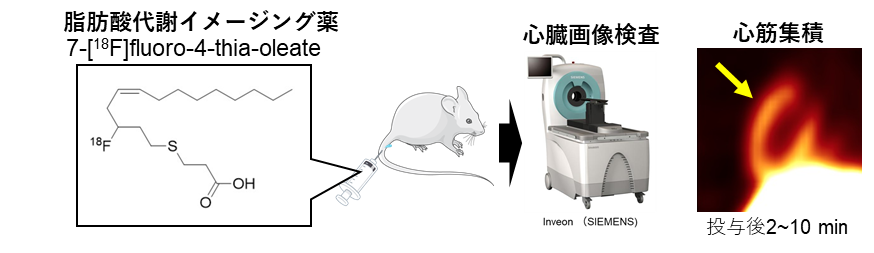 脂肪酸代謝イメージング薬
7-[¹⁸F]fluoro-4-thia-oleate
¹⁸F
S
O
OH
心臓画像検査
Inveon （SIEMENS)
心筋集積
投与後2~10 min